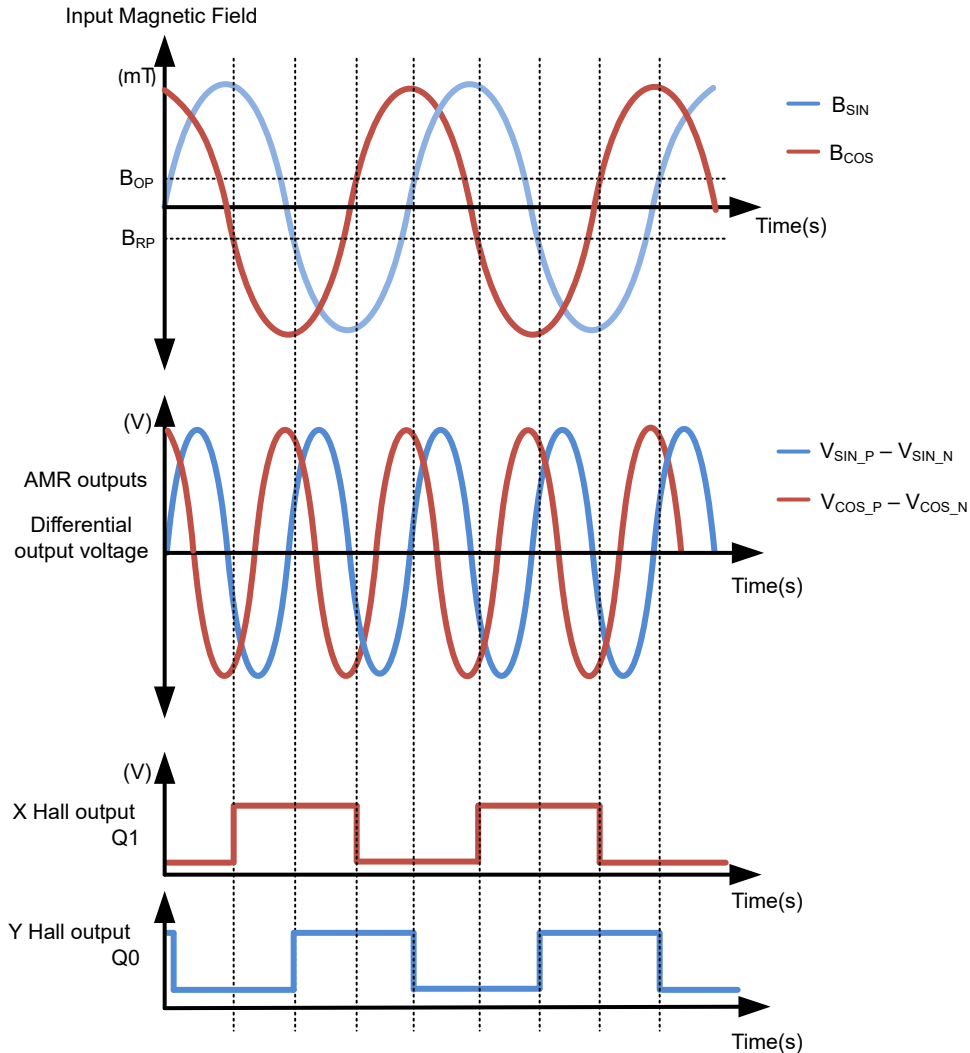 Input Magnetic Field
(mT)
B_SIN
B_COS
B_OP
Time(s)
B_RP
(V)
AMR outputs
Differential
output voltage
V_SIN_P – V_SIN_N
V_COS_P – V_COS_N
Time(s)
(V)
X Hall output
Q1
Time(s)
Y Hall output
Q0
Time(s)